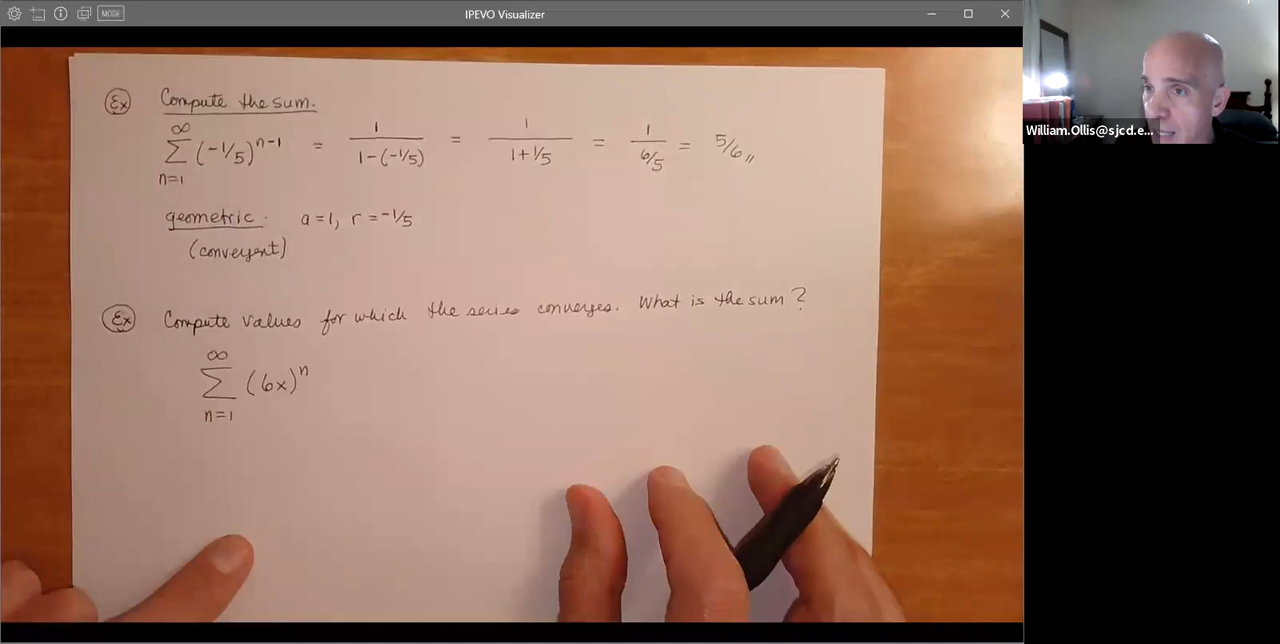 MODE
IPEVO Visualizer
William.Ollis@sjcd.e...
Ex Compute the sum.
∞
∑ (-1/5)^{n-1} = 1/(1-(-1/5)) = 1/(1+1/5) = 1/(6/5) = 5/6 〃
n=1
geometric. a=1, r=-1/5
(convergent)
Ex Compute values for which the series converges. What is the sum?
∞
∑ (6x)^n
n=1